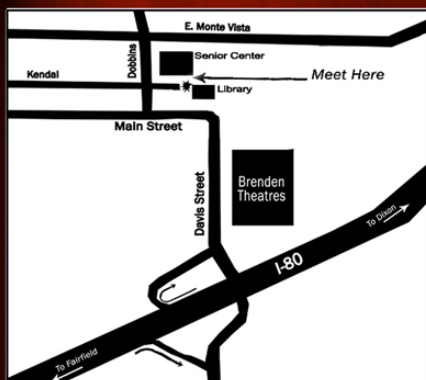 E. Monte Vista
Dobbins
Senior Center
Kendal
Meet Here
Library
Main Street
Davis Street
Brenden
Theatres
To Dixon
I-80
To Fairfield